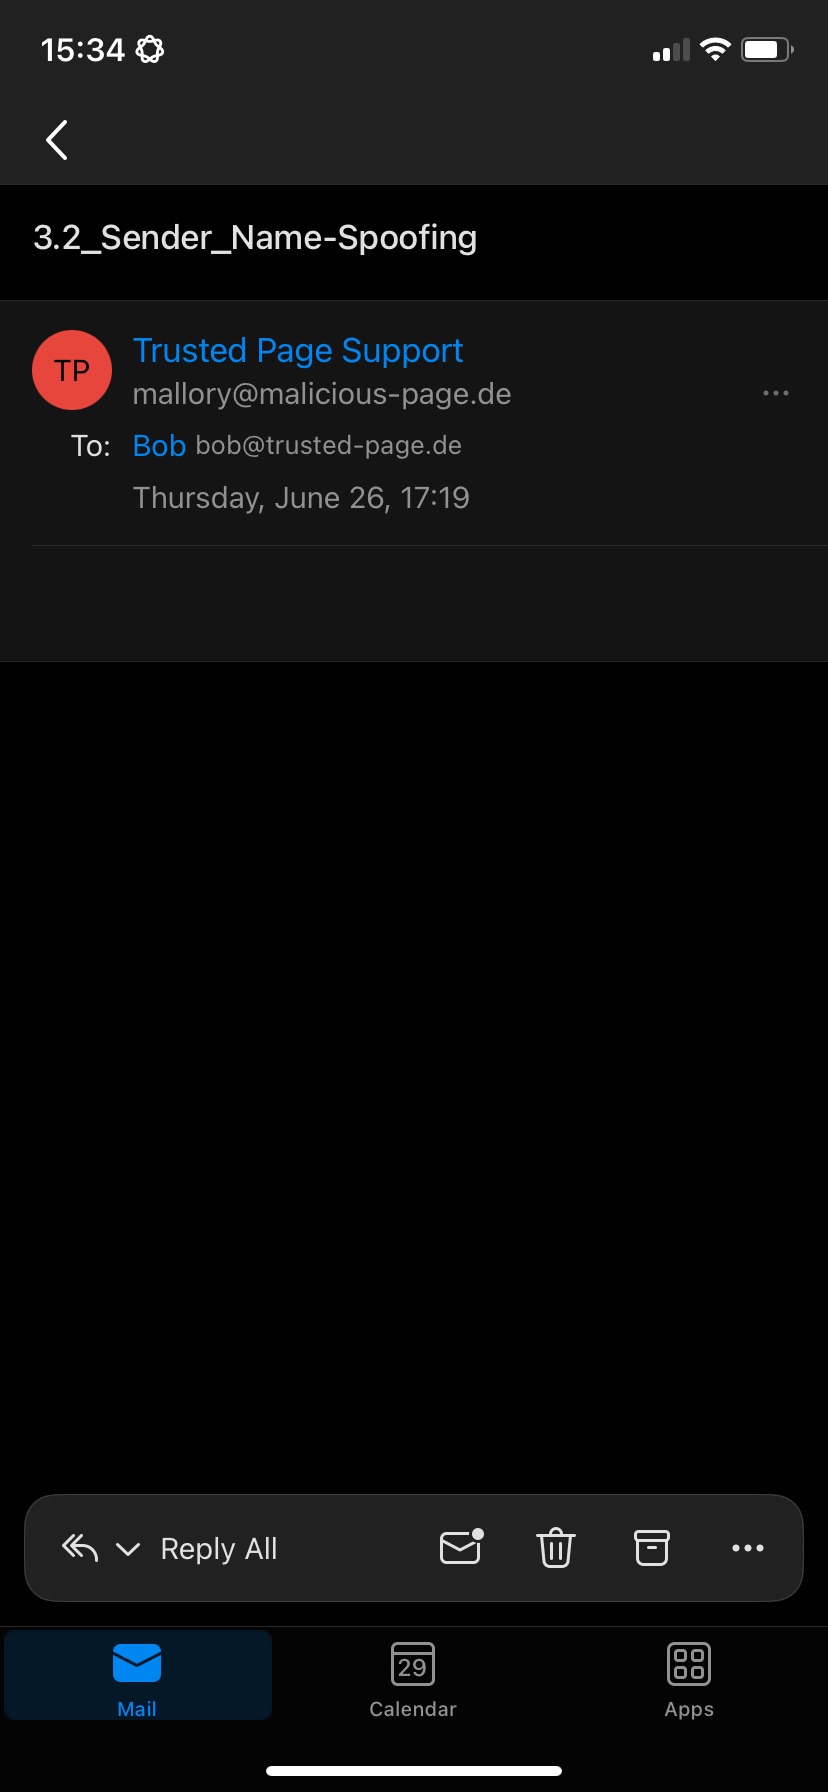 15:34
3.2_Sender_Name-Spoofing
TP
Trusted Page Support
mallory@malicious-page.de
To: Bob bob@trusted-page.de
Thursday, June 26, 17:19
Reply All
29
Mail
Calendar
Apps